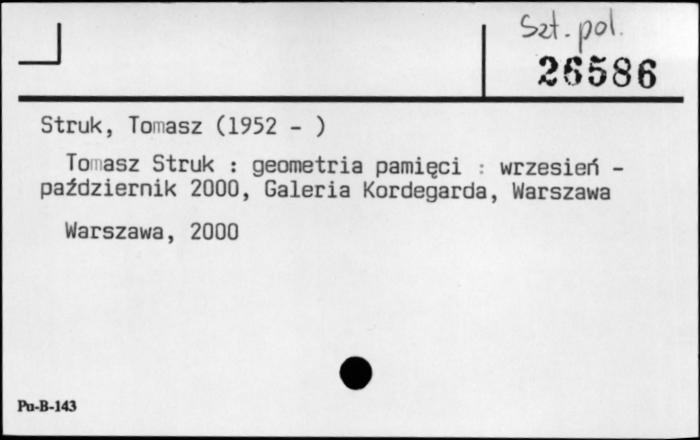 Szt. pol.
26586
Struk, Tomasz (1952 - )
Tomasz Struk : geometria pamięci : wrzesień -
październik 2000, Galeria Kordegarda, Warszawa
Warszawa, 2000
Pu-B-143